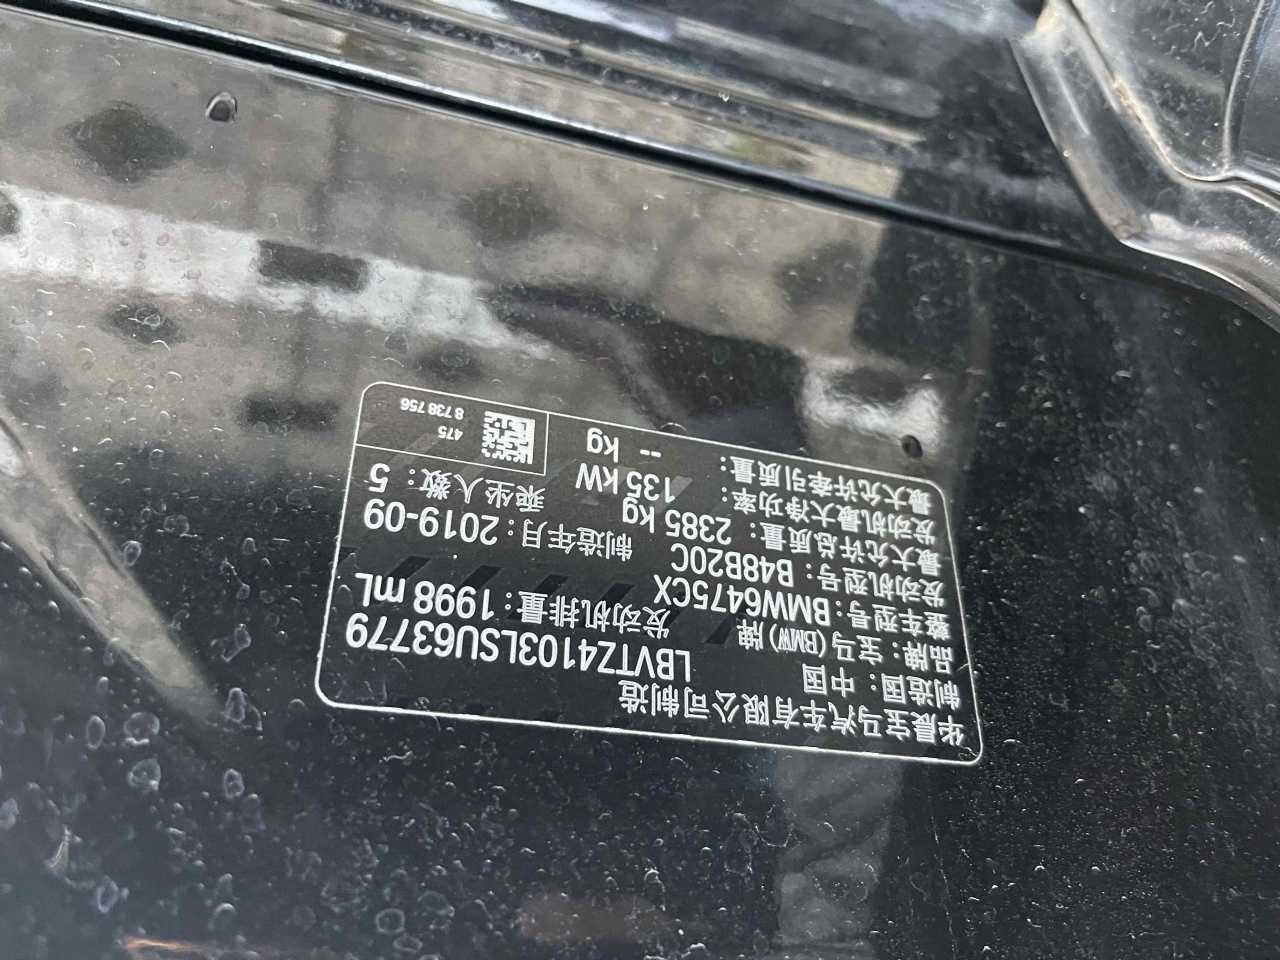 华晨宝马汽车有限公司制造
制造国：中国 LBVTZ4103LSU63779
品牌：宝马(BMW)牌
整车型号：BMW6475CX 发动机排量：1998 mL
发动机型号：B48B20C 制造年月：2019-09
最大允许总质量：2385 kg 乘坐人数：5
发动机最大净功率：135 kW
最大允许牵引质量：-- kg
475
8 738 756